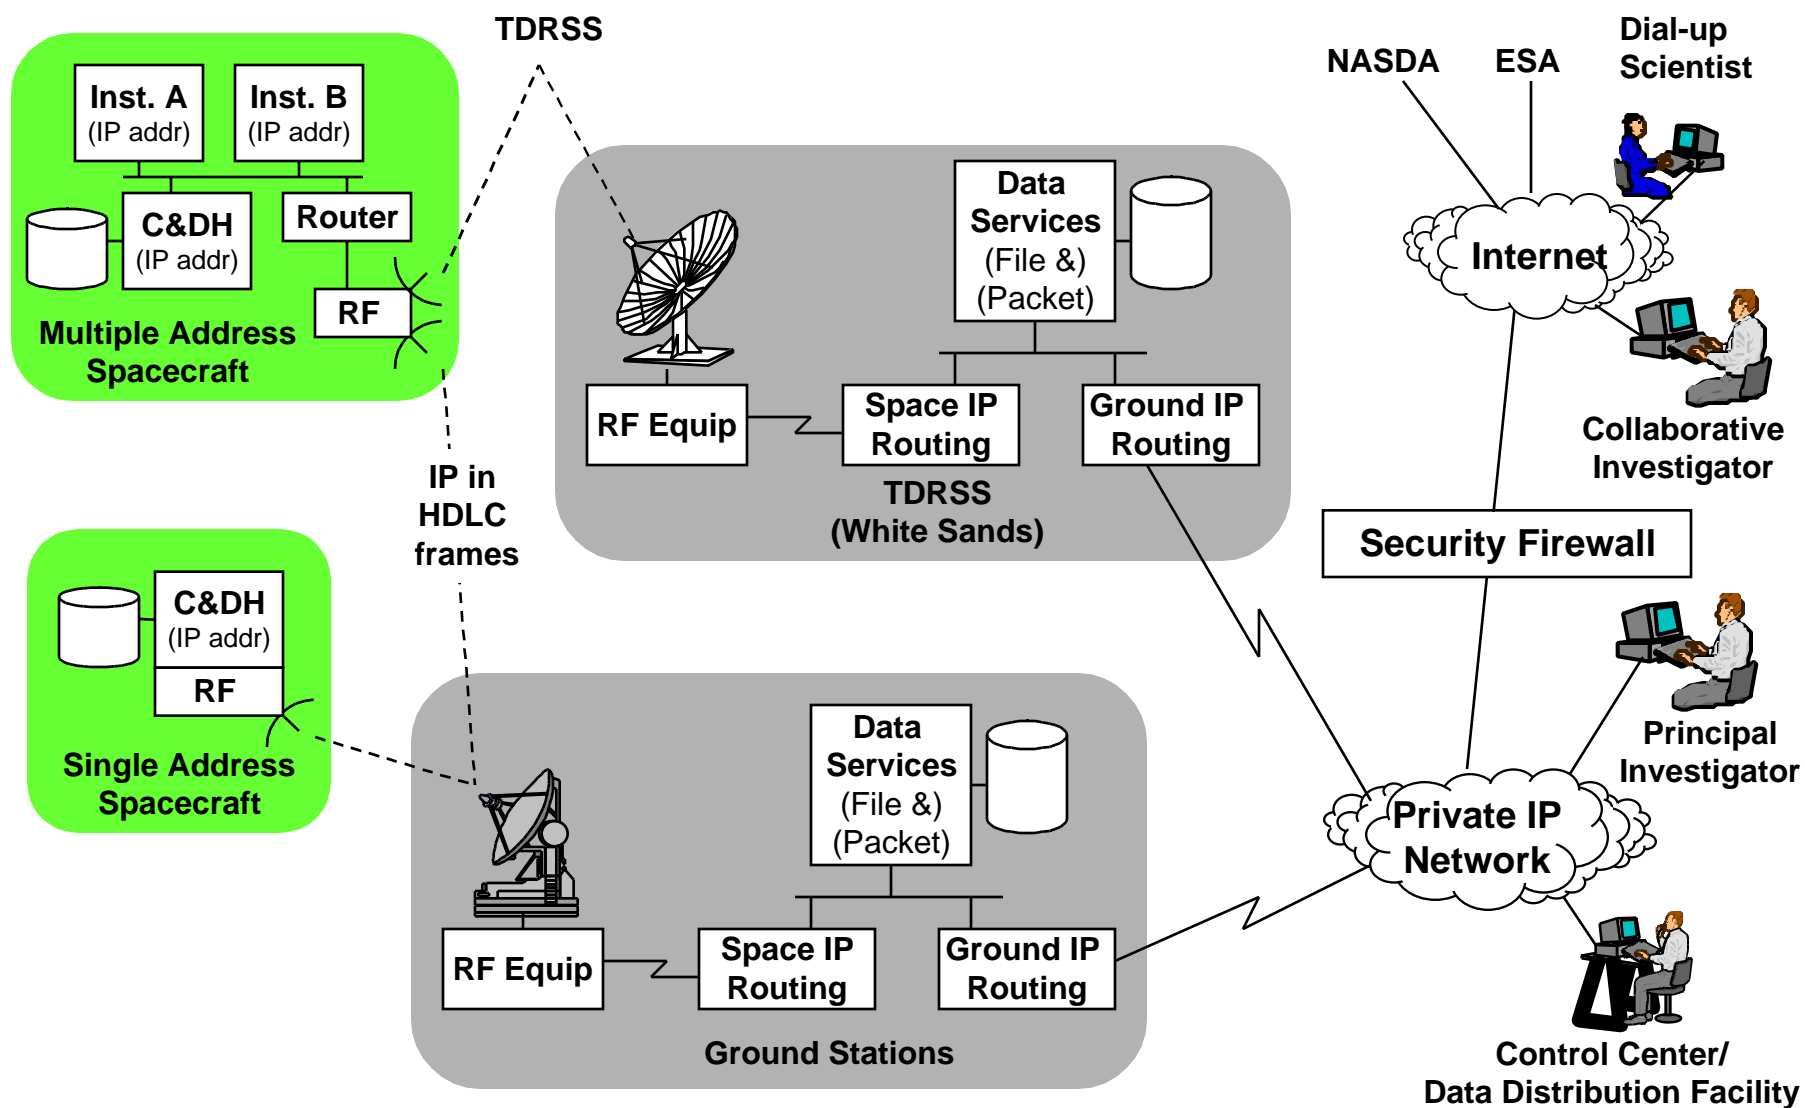 TDRSS
Inst. A
(IP addr)
Inst. B
(IP addr)
C&DH
(IP addr)
Router
RF
Multiple Address
Spacecraft
IP in
HDLC
frames
C&DH
(IP addr)
RF
Single Address
Spacecraft
Data
Services
(File &)
(Packet)
RF Equip
Space IP
Routing
Ground IP
Routing
TDRSS
(White Sands)
Data
Services
(File &)
(Packet)
RF Equip
Space IP
Routing
Ground IP
Routing
Ground Stations
NASDA
ESA
Dial-up
Scientist
Internet
Collaborative
Investigator
Security Firewall
Principal
Investigator
Private IP
Network
Control Center/
Data Distribution Facility